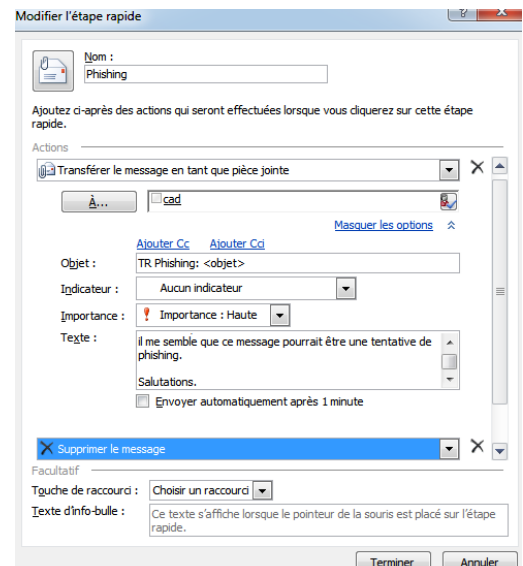 Modifier l'étape rapide
Nom :
Phishing
Ajoutez ci-après des actions qui seront effectuées lorsque vous cliquerez sur cette étape
rapide.
Actions
Transférer le message en tant que pièce jointe
À...
cad
Masquer les options
Ajouter Cc Ajouter Cci
Objet : TR Phishing: <objet>
Indicateur : Aucun indicateur
Importance : Importance : Haute
Texte : il me semble que ce message pourrait être une tentative de
phishing.
Salutations.
Envoyer automatiquement après 1 minute
Supprimer le message
Facultatif
Touche de raccourci : Choisir un raccourci
Texte d'info-bulle : Ce texte s'affiche lorsque le pointeur de la souris est placé sur l'étape
rapide.
Terminer Annuler